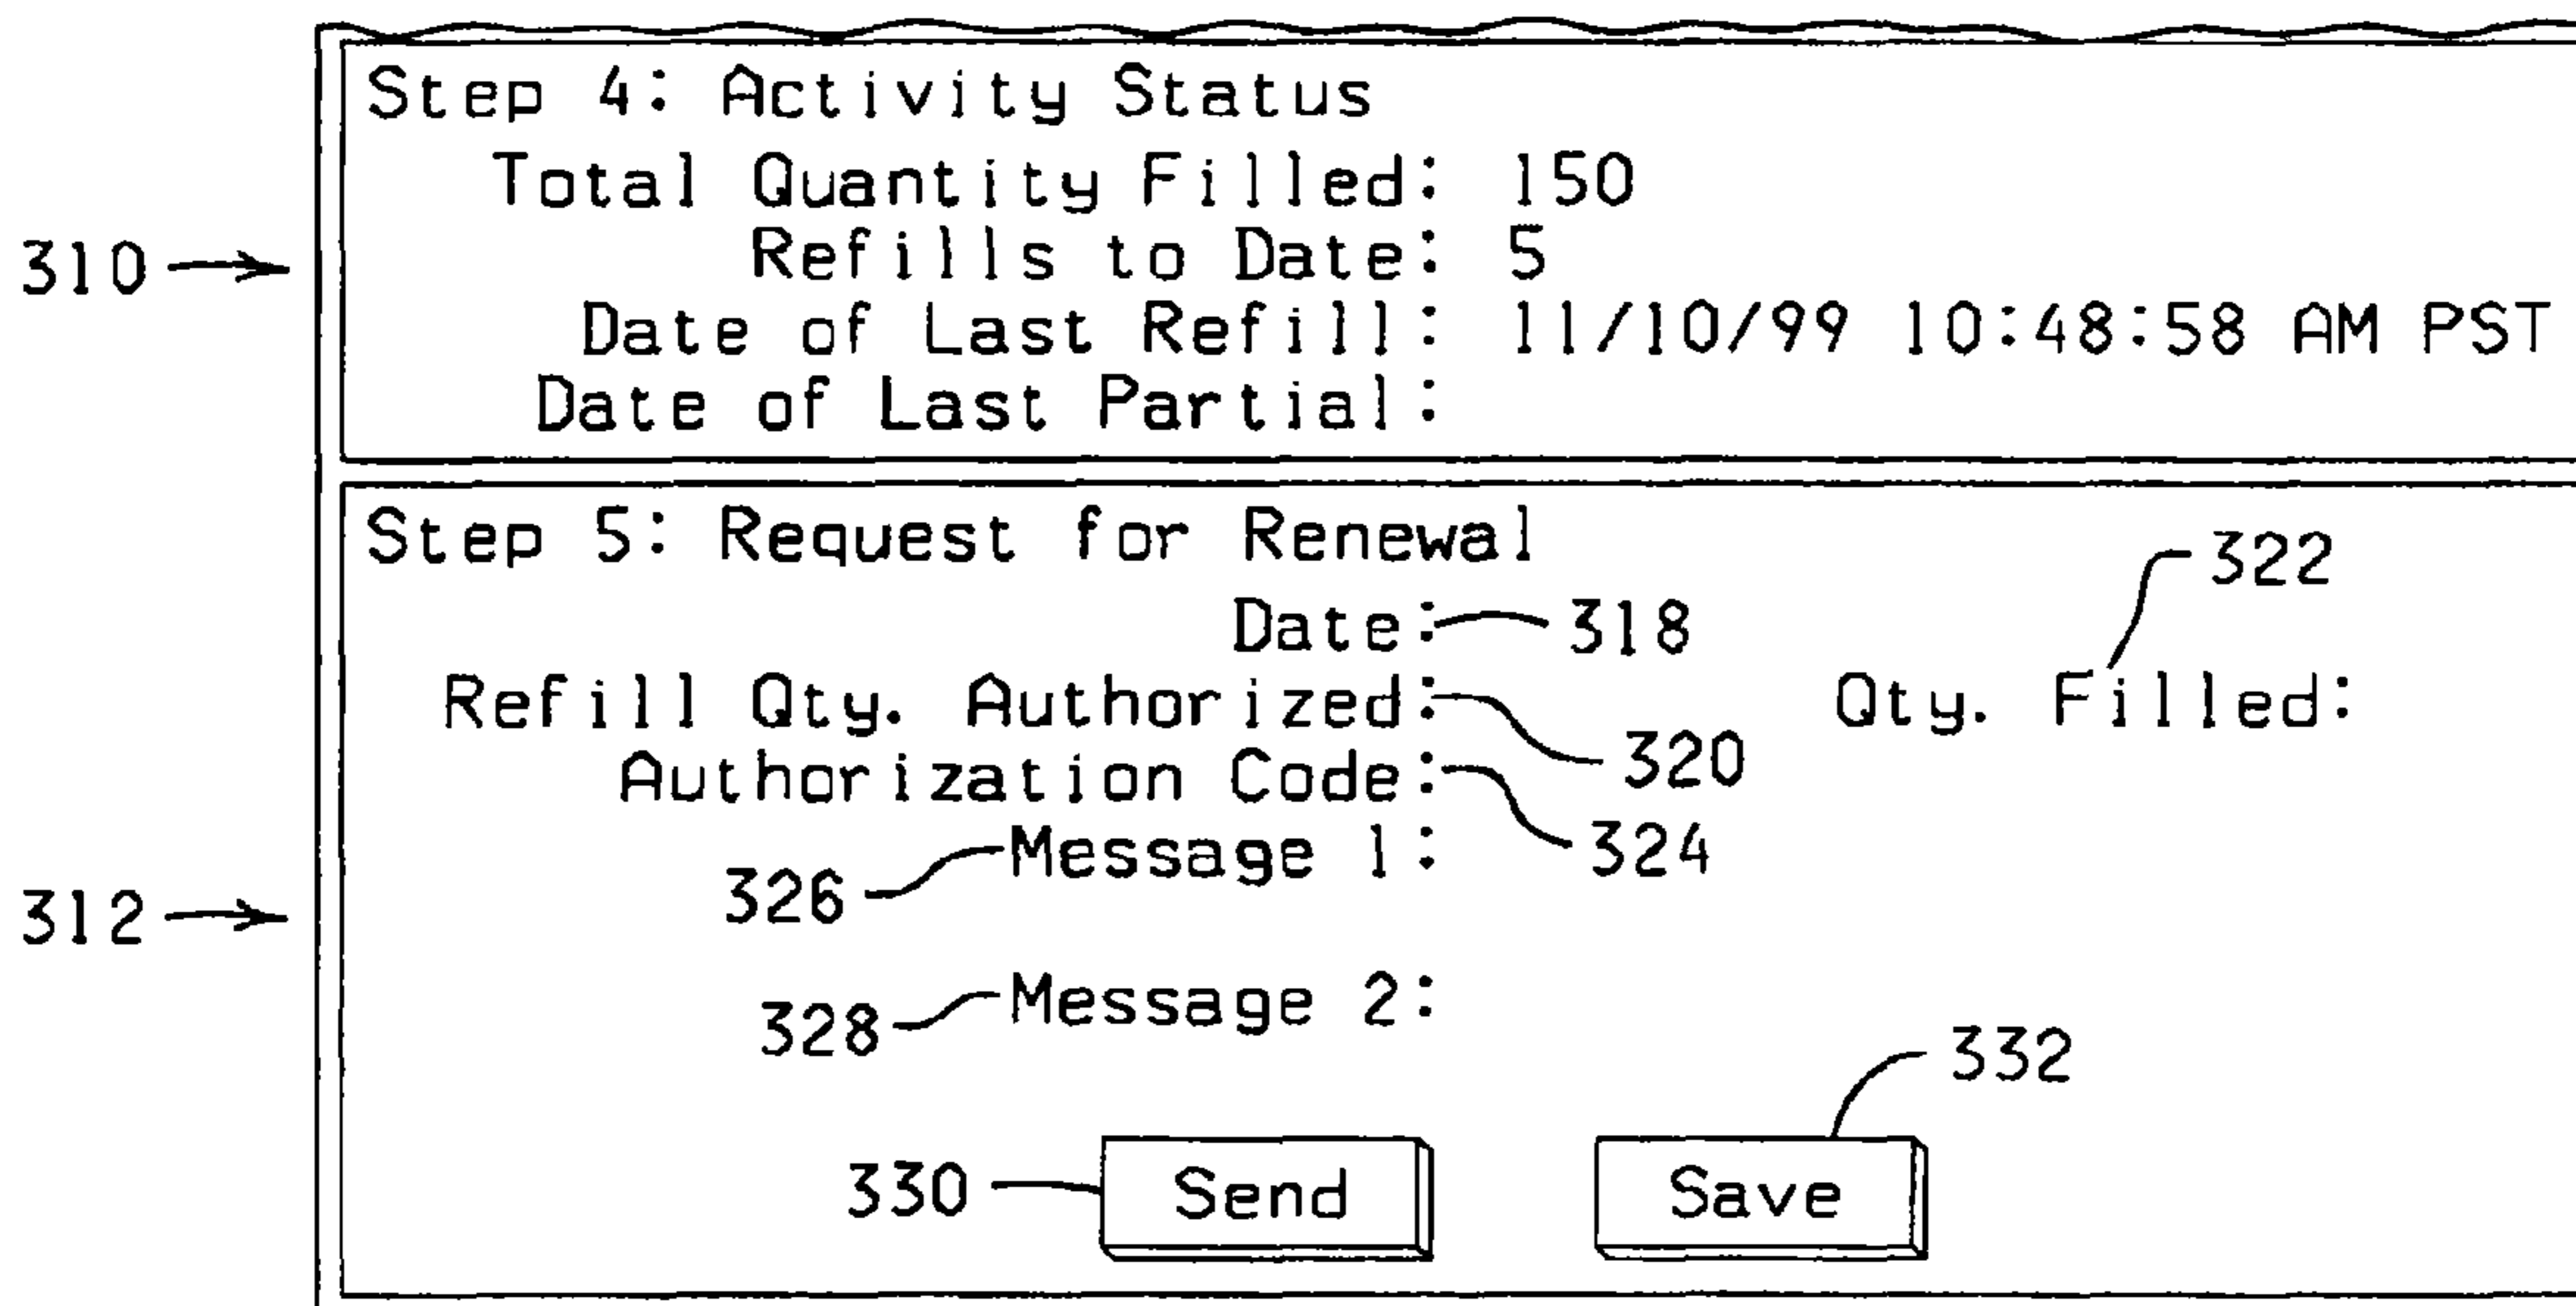 Step 4: Activity Status
Total Quantity Filled: 150
310
Refills to Date: 5
Date of Last Refill: 11/10/99 10:48:58 AM PST
Date of Last Partial:
Step 5: Request for Renewal
322
Date: 318
Refill Qty. Authorized: Qty. Filled:
320
Authorization Code:
324
Message 1:
326
312
Message 2:
328
332
330 Send Save